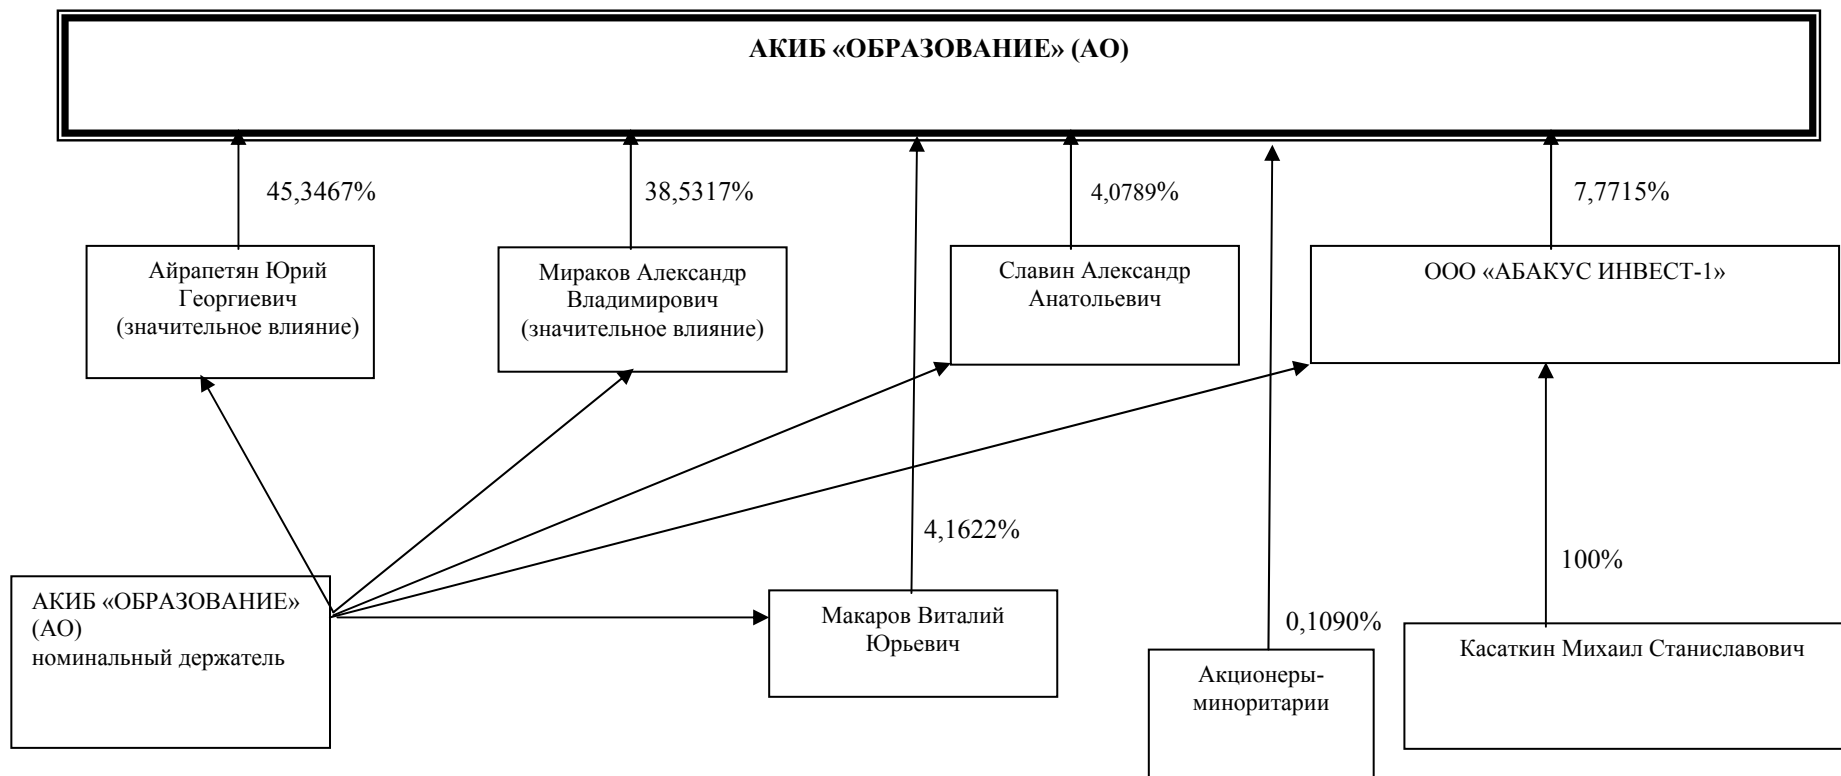 АКИБ «ОБРАЗОВАНИЕ» (АО)
45,3467%
38,5317%
4,0789%
7,7715%
Айрапетян Юрий
Георгиевич
(значительное влияние)
Мираков Александр
Владимирович
(значительное влияние)
Славин Александр
Анатольевич
ООО «АБАКУС ИНВЕСТ-1»
4,1622%
100%
АКИБ «ОБРАЗОВАНИЕ»
(АО)
номинальный держатель
Макаров Виталий
Юрьевич
0,1090%
Акционеры-
миноритарии
Касаткин Михаил Станиславович